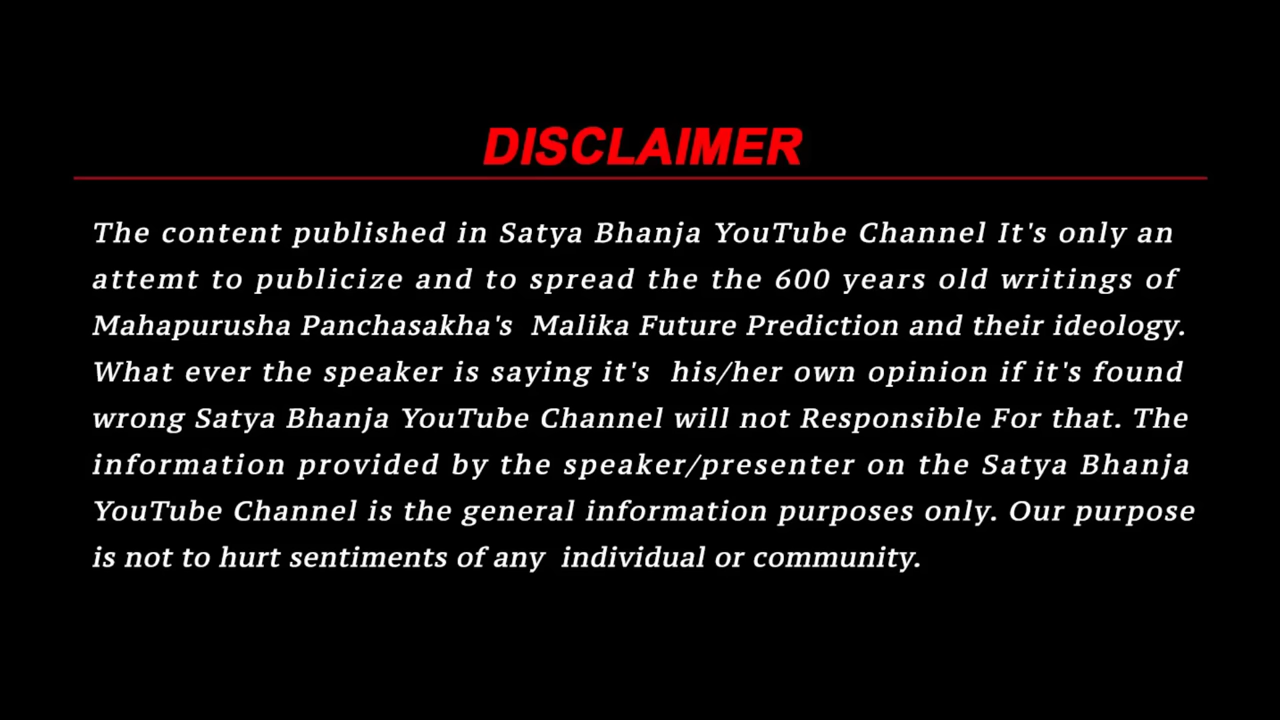 DISCLAIMER
The content published in Satya Bhanja YouTube Channel It's only an
attemt to publicize and to spread the the 600 years old writings of
Mahapurusha Panchasakha's Malika Future Prediction and their ideology.
What ever the speaker is saying it's his/her own opinion if it's found
wrong Satya Bhanja YouTube Channel will not Responsible For that. The
information provided by the speaker/presenter on the Satya Bhanja
YouTube Channel is the general information purposes only. Our purpose
is not to hurt sentiments of any individual or community.